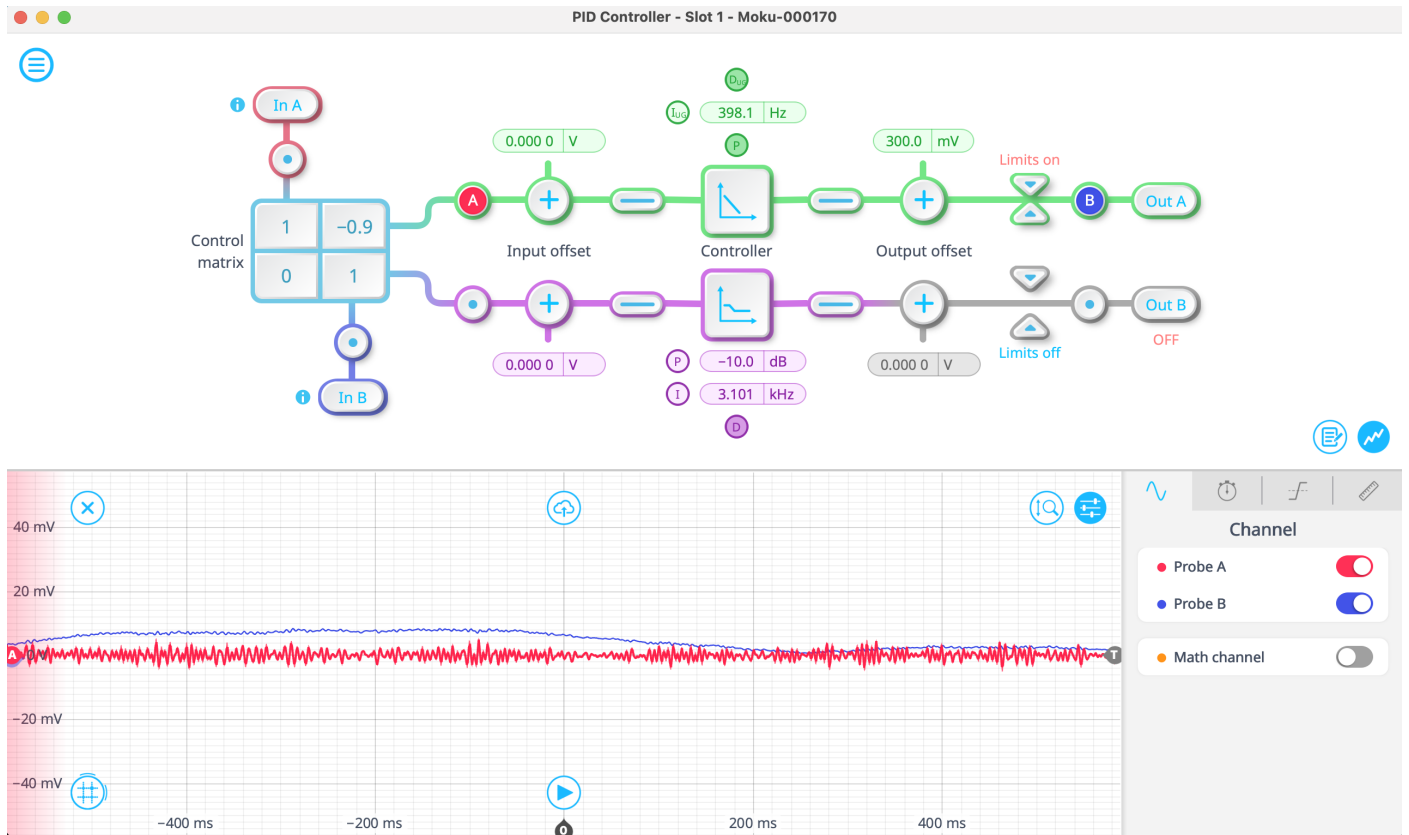 PID Controller - Slot 1 - Moku-000170
In A
D_UG
I_UG
398.1 Hz
0.000 0 V
P
300.0 mV
Limits on
A
B
Out A
Control
matrix
1 −0.9
0 1
Input offset
Controller
Output offset
Out B
OFF
Limits off
0.000 0 V
P
−10.0 dB
0.000 0 V
I
3.101 kHz
In B
D
40 mV
20 mV
A
0 V
T
−20 mV
−40 mV
−400 ms
−200 ms
0
200 ms
400 ms
Channel
Probe A
Probe B
Math channel